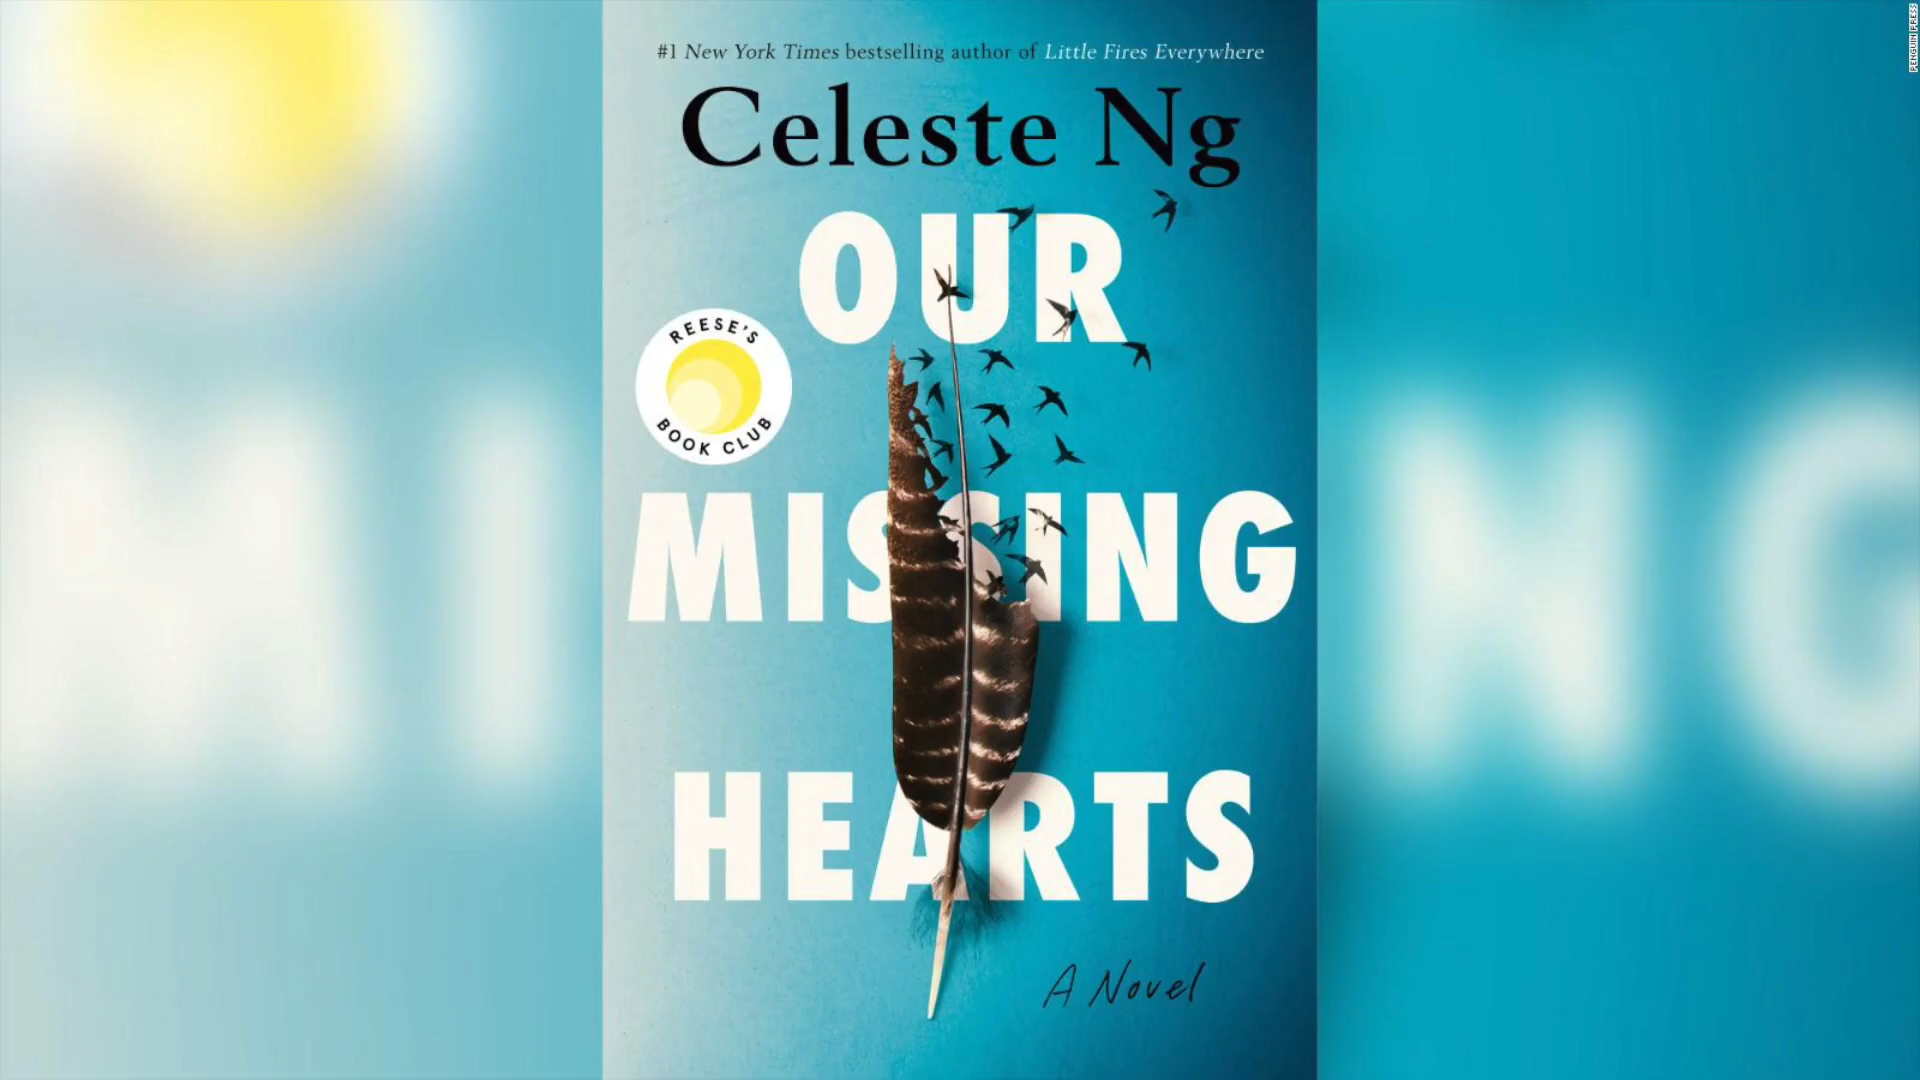 PENGUIN PRESS
#1 New York Times bestselling author of Little Fires Everywhere
Celeste Ng
OUR
REESE'S
BOOK CLUB
MISSING
HEARTS
A Novel